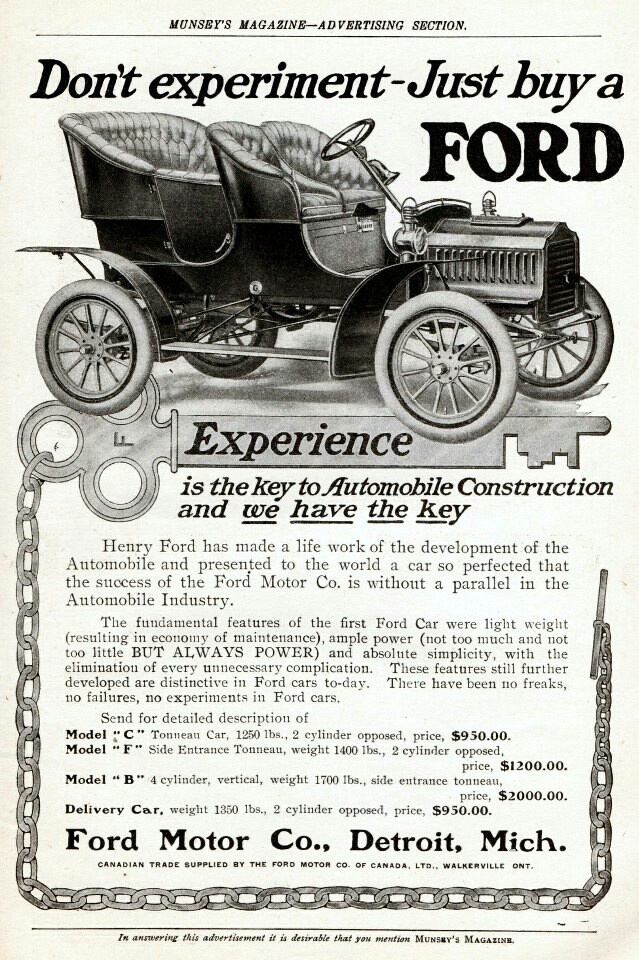 MUNSEY'S MAGAZINE—ADVERTISING SECTION.
Don't experiment-Just buy a
FORD
F
Experience
is the key to Automobile Construction
and we have the key
Henry Ford has made a life work of the development of the
Automobile and presented to the world a car so perfected that
the success of the Ford Motor Co. is without a parallel in the
Automobile Industry.
The fundamental features of the first Ford Car were light weight
(resulting in economy of maintenance), ample power (not too much and not
too little BUT ALWAYS POWER) and absolute simplicity, with the
elimination of every unnecessary complication. These features still further
developed are distinctive in Ford cars to-day. There have been no freaks,
no failures, no experiments in Ford cars.
Send for detailed description of
Model "C" Tonneau Car, 1250 lbs., 2 cylinder opposed, price, $950.00.
Model "F" Side Entrance Tonneau, weight 1400 lbs., 2 cylinder opposed,
price, $1200.00.
Model "B" 4 cylinder, vertical, weight 1700 lbs., side entrance tonneau,
price, $2000.00.
Delivery Car, weight 1350 lbs., 2 cylinder opposed, price, $950.00.
Ford Motor Co., Detroit, Mich.
CANADIAN TRADE SUPPLIED BY THE FORD MOTOR CO. OF CANADA, LTD., WALKERVILLE ONT.
In answering this advertisement it is desirable that you mention MUNSEY'S MAGAZINE.